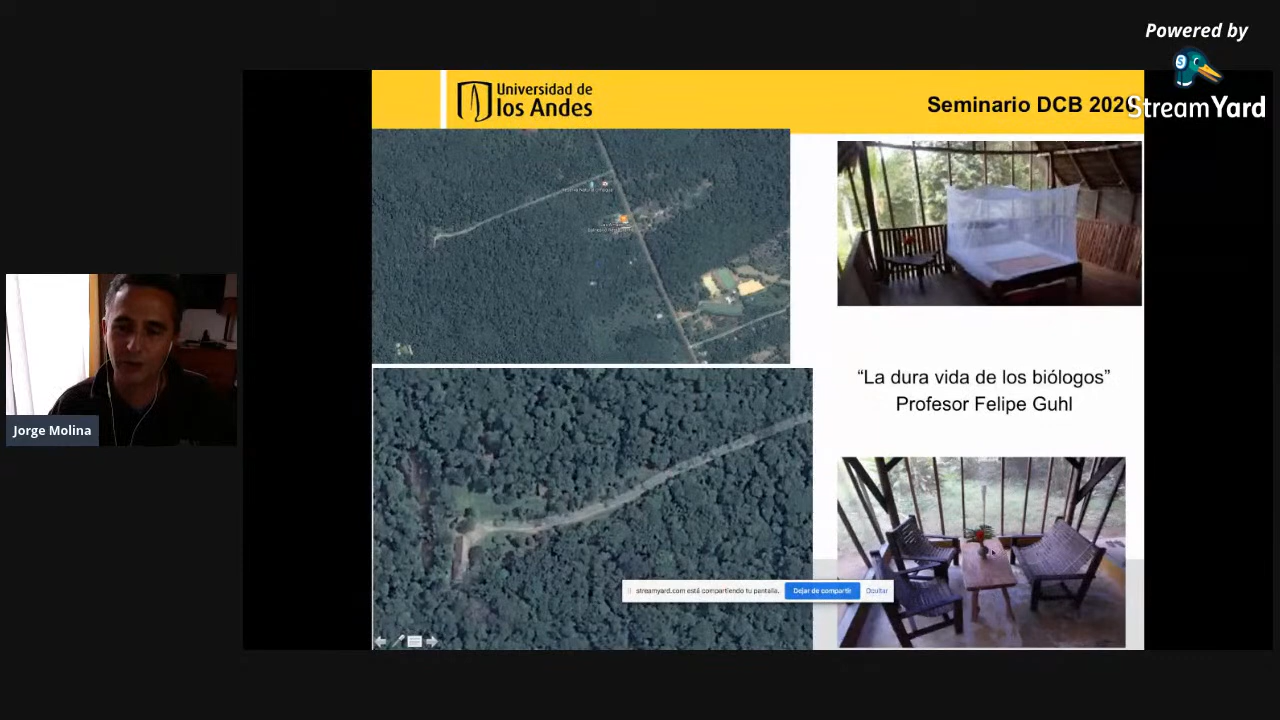 Powered by
StreamYard
Universidad de
los Andes
Seminario DCB 2020
“La dura vida de los biólogos”
Profesor Felipe Guhl
Jorge Molina
streamyard.com está compartiendo tu pantalla.
Dejar de compartir
Ocultar